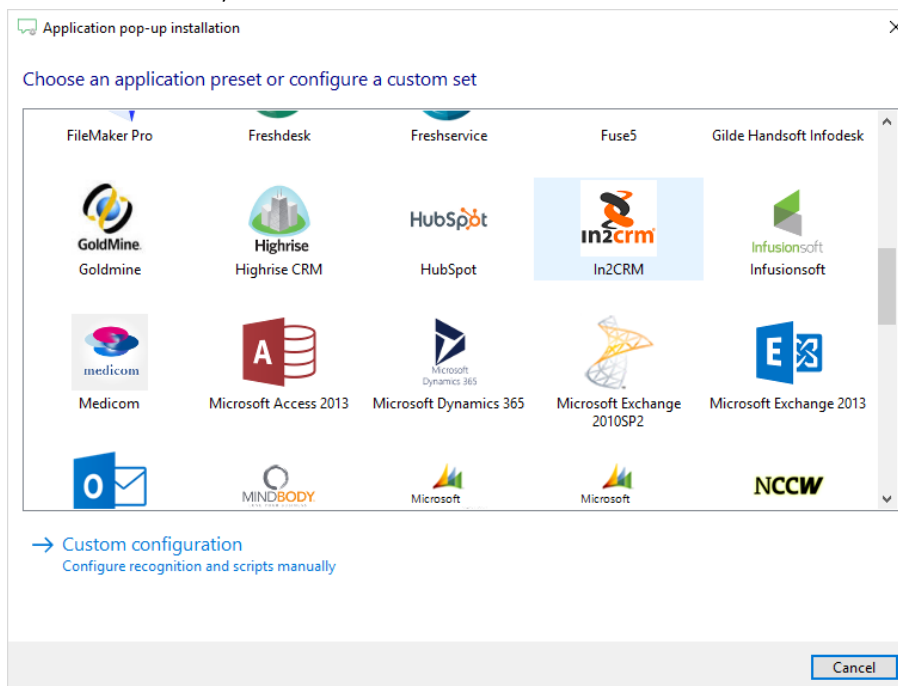 Application pop-up installation
Choose an application preset or configure a custom set
FileMaker Pro Freshdesk Freshservice Fuse5 Gilde Handsoft Infodesk
GoldMine. Highrise HubSpot in2crm Infusionsoft
Goldmine Highrise CRM HubSpot In2CRM Infusionsoft
medicom A Microsoft Dynamics 365 E
Medicom Microsoft Access 2013 Microsoft Dynamics 365 Microsoft Exchange 2010SP2 Microsoft Exchange 2013
O MINDBODY Microsoft Microsoft NCCW
Custom configuration
Configure recognition and scripts manually
Cancel